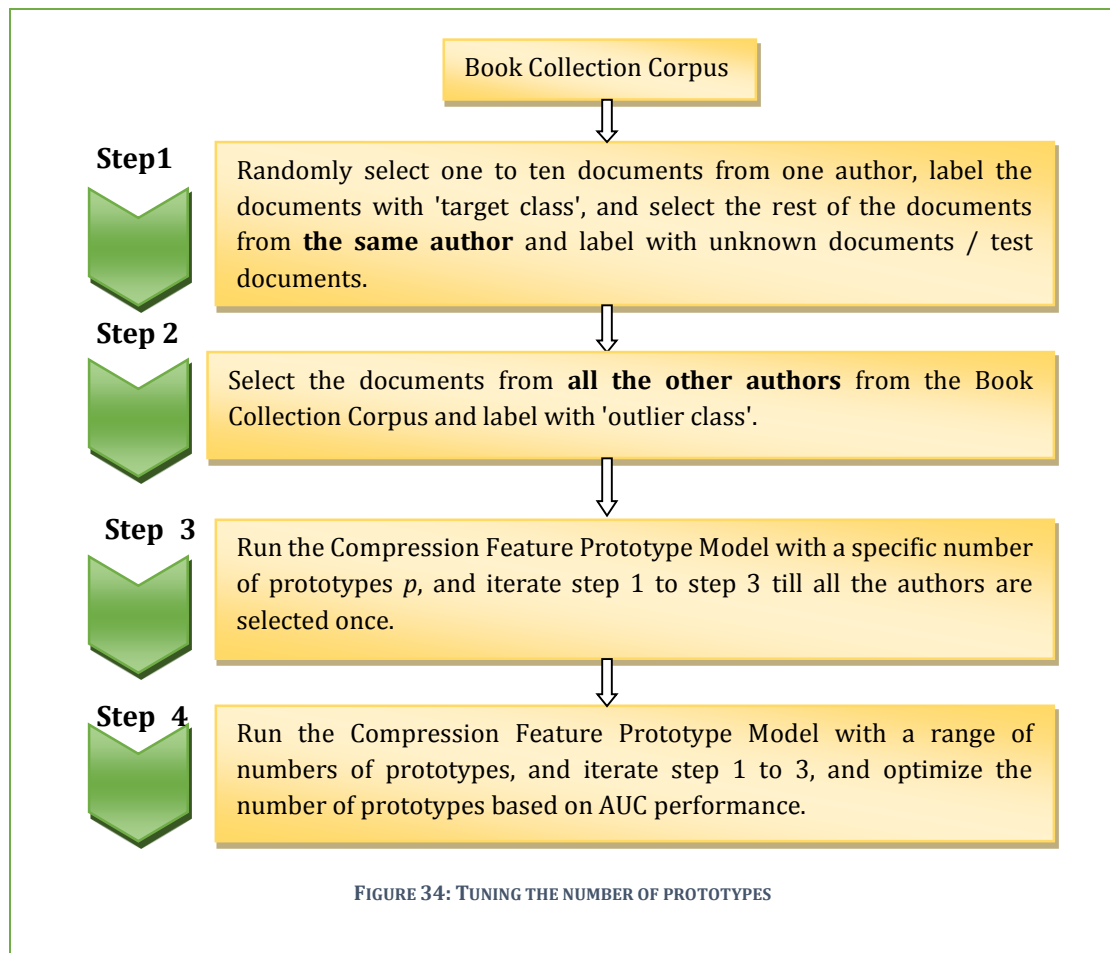 Book Collection Corpus
Step1
Randomly select one to ten documents from one author, label the
documents with 'target class', and select the rest of the documents
from the same author and label with unknown documents / test
documents.
Step 2
Select the documents from all the other authors from the Book
Collection Corpus and label with 'outlier class'.
Step 3
Run the Compression Feature Prototype Model with a specific number
of prototypes p, and iterate step 1 to step 3 till all the authors are
selected once.
Step 4
Run the Compression Feature Prototype Model with a range of
numbers of prototypes, and iterate step 1 to 3, and optimize the
number of prototypes based on AUC performance.
FIGURE 34: TUNING THE NUMBER OF PROTOTYPES